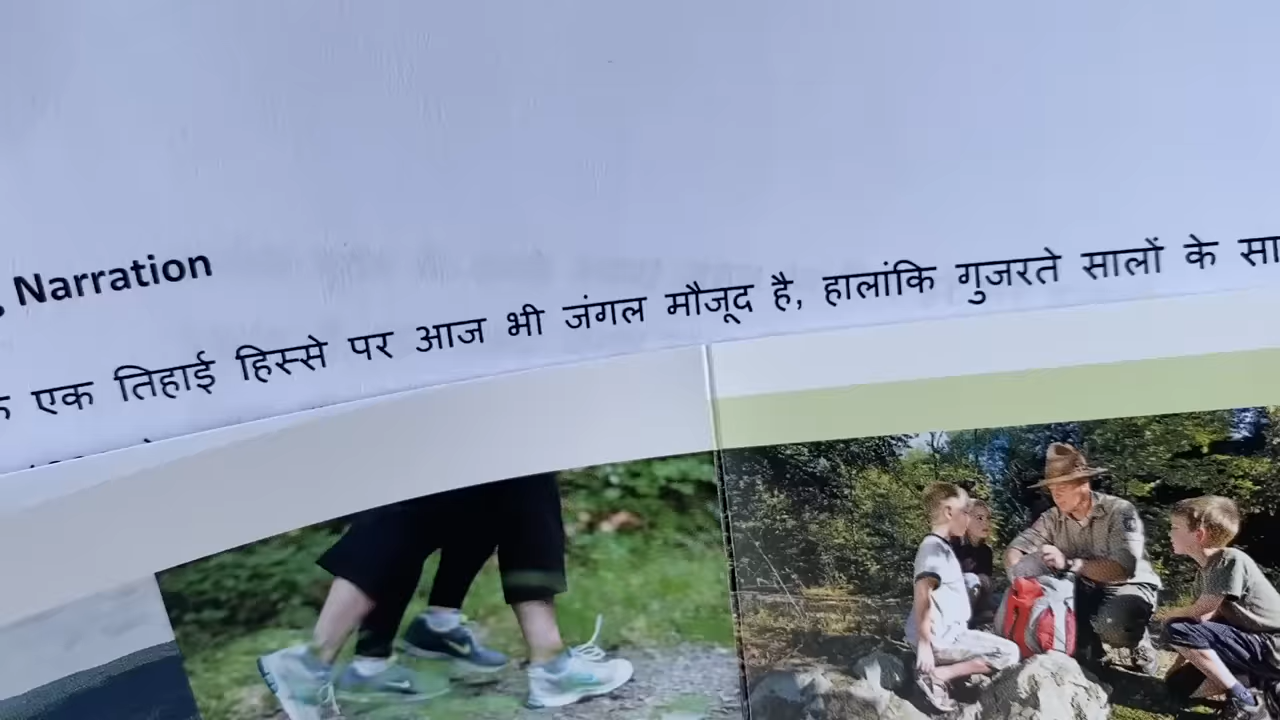 Narration
एक तिहाई हिस्से पर आज भी जंगल मौजूद है, हालांकि गुजरते सालों के